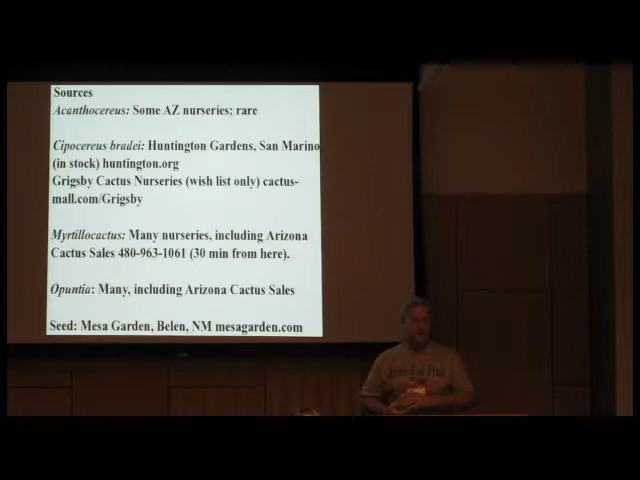 Sources
Acanthocereus: Some AZ nurseries; rare
Cipocereus bradei: Huntington Gardens, San Marino
(in stock) huntington.org
Grigsby Cactus Nurseries (wish list only) cactus-
mall.com/Grigsby
Myrtillocactus: Many nurseries, including Arizona
Cactus Sales 480-963-1061 (30 min from here).
Opuntia: Many, including Arizona Cactus Sales
Seed: Mesa Garden, Belen, NM mesagarden.com